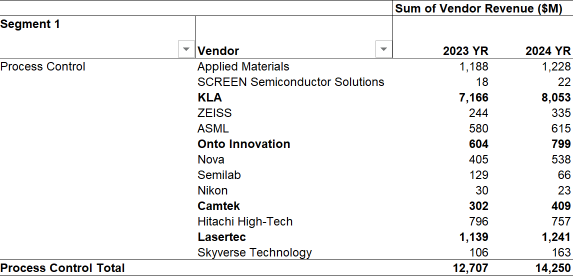 Sum of Vendor Revenue ($M)
Segment 1
Vendor 2023 YR 2024 YR
Process Control Applied Materials 1,188 1,228
SCREEN Semiconductor Solutions 18 22
KLA 7,166 8,053
ZEISS 244 335
ASML 580 615
Onto Innovation 604 799
Nova 405 538
Semilab 129 66
Nikon 30 23
Camtek 302 409
Hitachi High-Tech 796 757
Lasertec 1,139 1,241
Skyverse Technology 106 163
Process Control Total 12,707 14,250